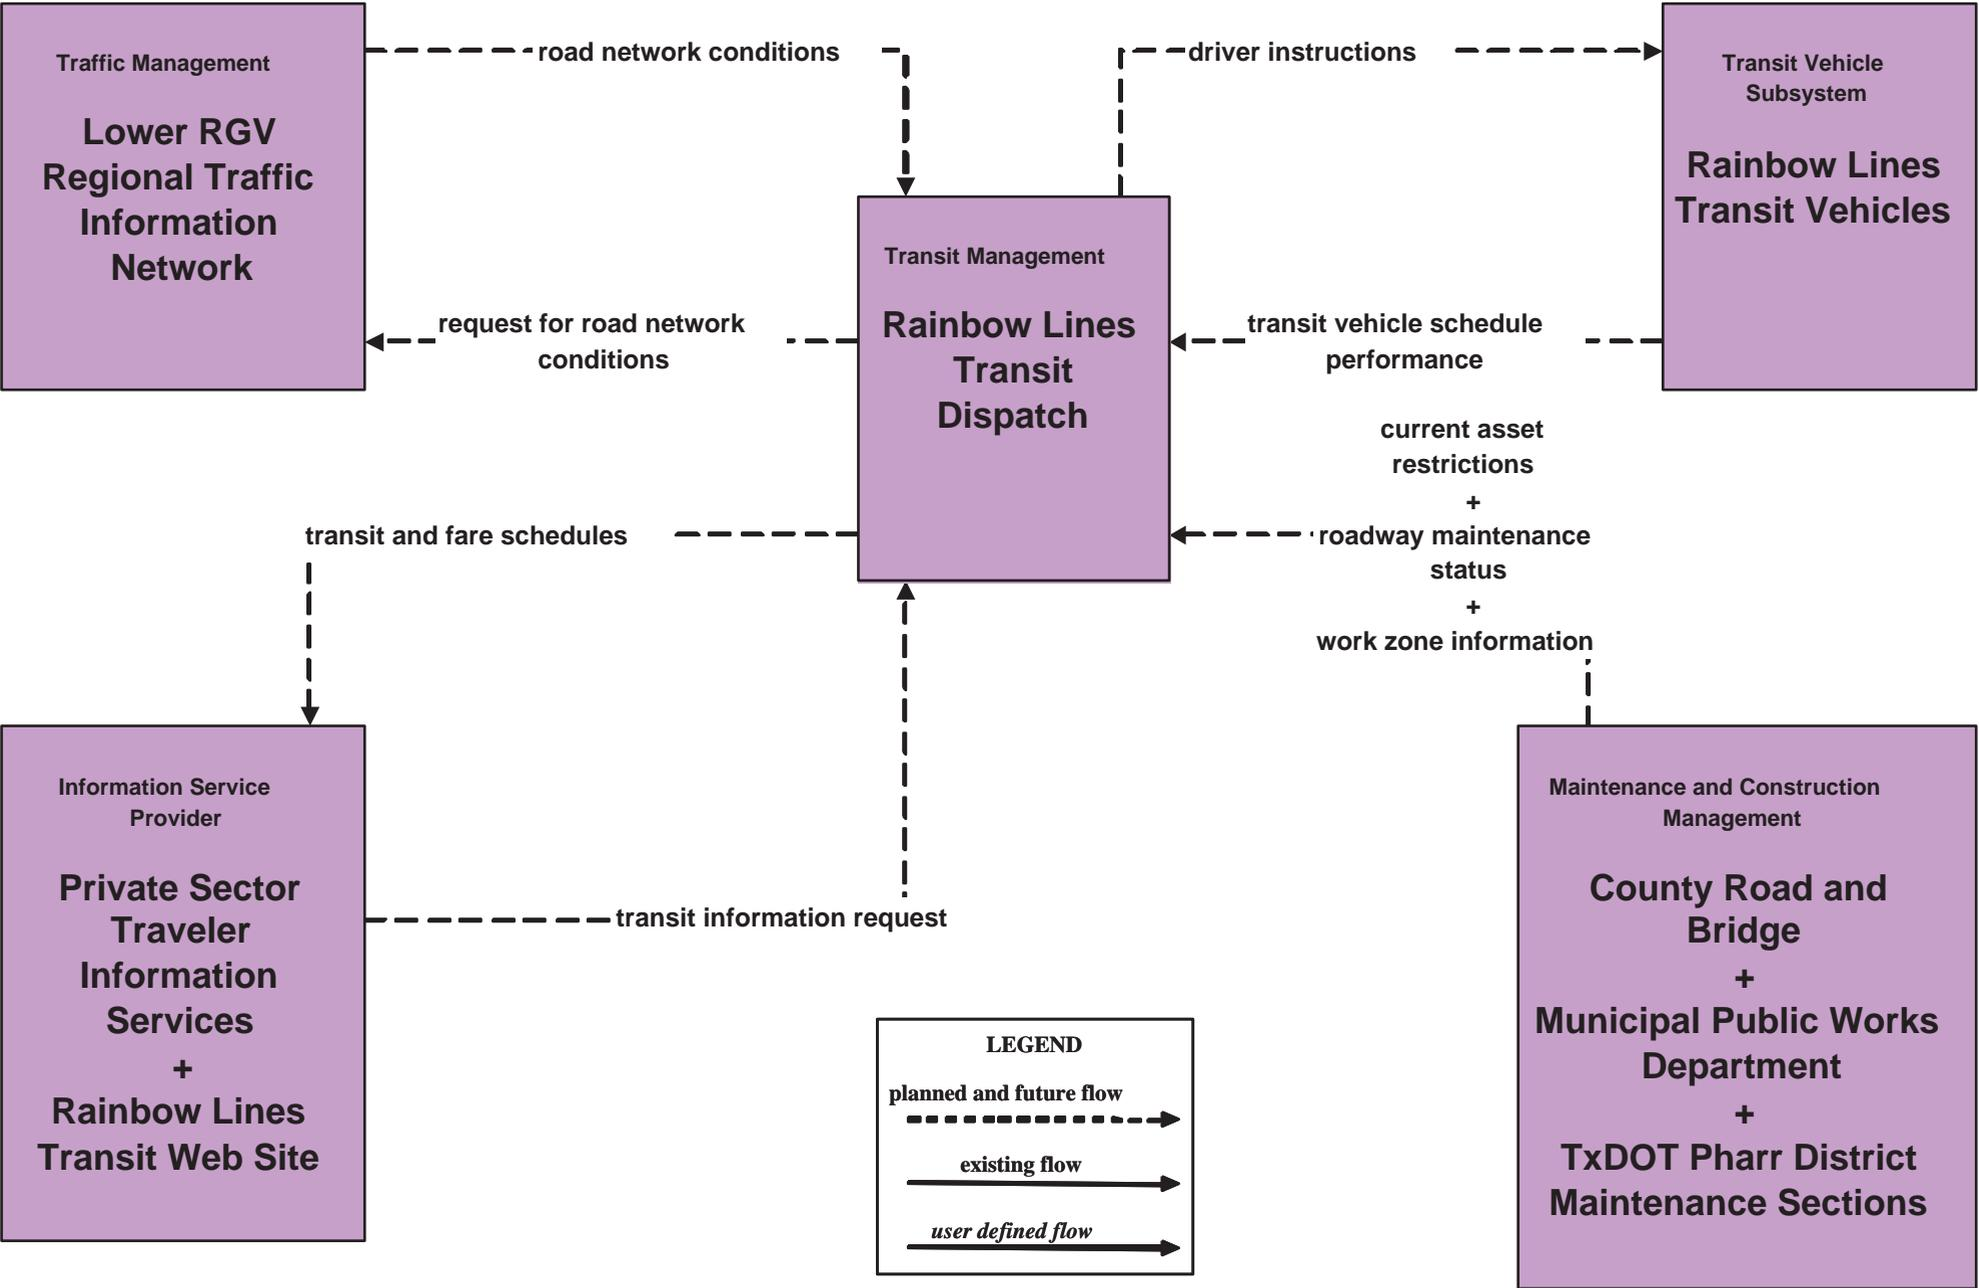 Traffic Management
Lower RGV
Regional Traffic
Information
Network
road network conditions
driver instructions
Transit Vehicle
Subsystem
Rainbow Lines
Transit Vehicles
Transit Management
Rainbow Lines
Transit
Dispatch
request for road network
conditions
transit vehicle schedule
performance
current asset
restrictions
+
roadway maintenance
status
+
work zone information
transit and fare schedules
Information Service
Provider
Private Sector
Traveler
Information
Services
+
Rainbow Lines
Transit Web Site
transit information request
Maintenance and Construction
Management
County Road and
Bridge
+
Municipal Public Works
Department
+
TxDOT Pharr District
Maintenance Sections
LEGEND
planned and future flow
existing flow
user defined flow